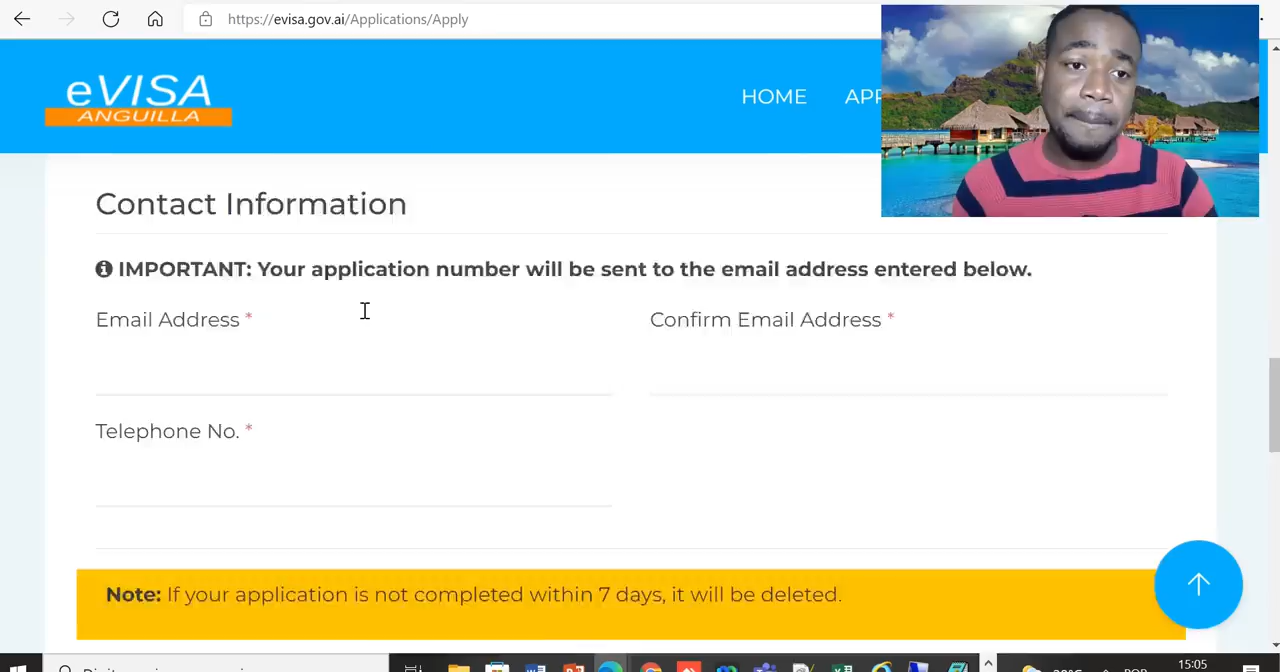 https://evisa.gov.ai/Applications/Apply
eVISA
ANGUILLA
HOME
Contact Information
IMPORTANT: Your application number will be sent to the email address entered below.
Email Address *
Confirm Email Address *
Telephone No. *
Note: If your application is not completed within 7 days, it will be deleted.
15:05